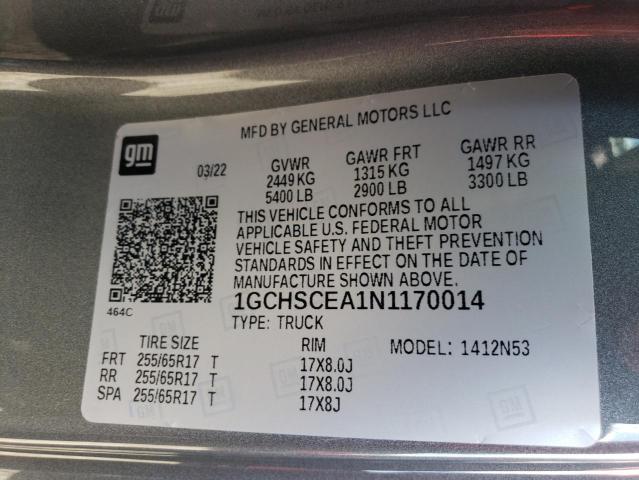 MFD BY GENERAL MOTORS LLC
gm
03/22 GVWR GAWR FRT GAWR RR
2449 KG 1315 KG 1497 KG
5400 LB 2900 LB 3300 LB
THIS VEHICLE CONFORMS TO ALL
APPLICABLE U.S. FEDERAL MOTOR
VEHICLE SAFETY AND THEFT PREVENTION
STANDARDS IN EFFECT ON THE DATE OF
MANUFACTURE SHOWN ABOVE.
1GCHSCEA1N1170014
464C
TYPE: TRUCK
TIRE SIZE RIM MODEL: 1412N53
FRT 255/65R17 T 17X8.0J
RR 255/65R17 T 17X8.0J
SPA 255/65R17 T 17X8J